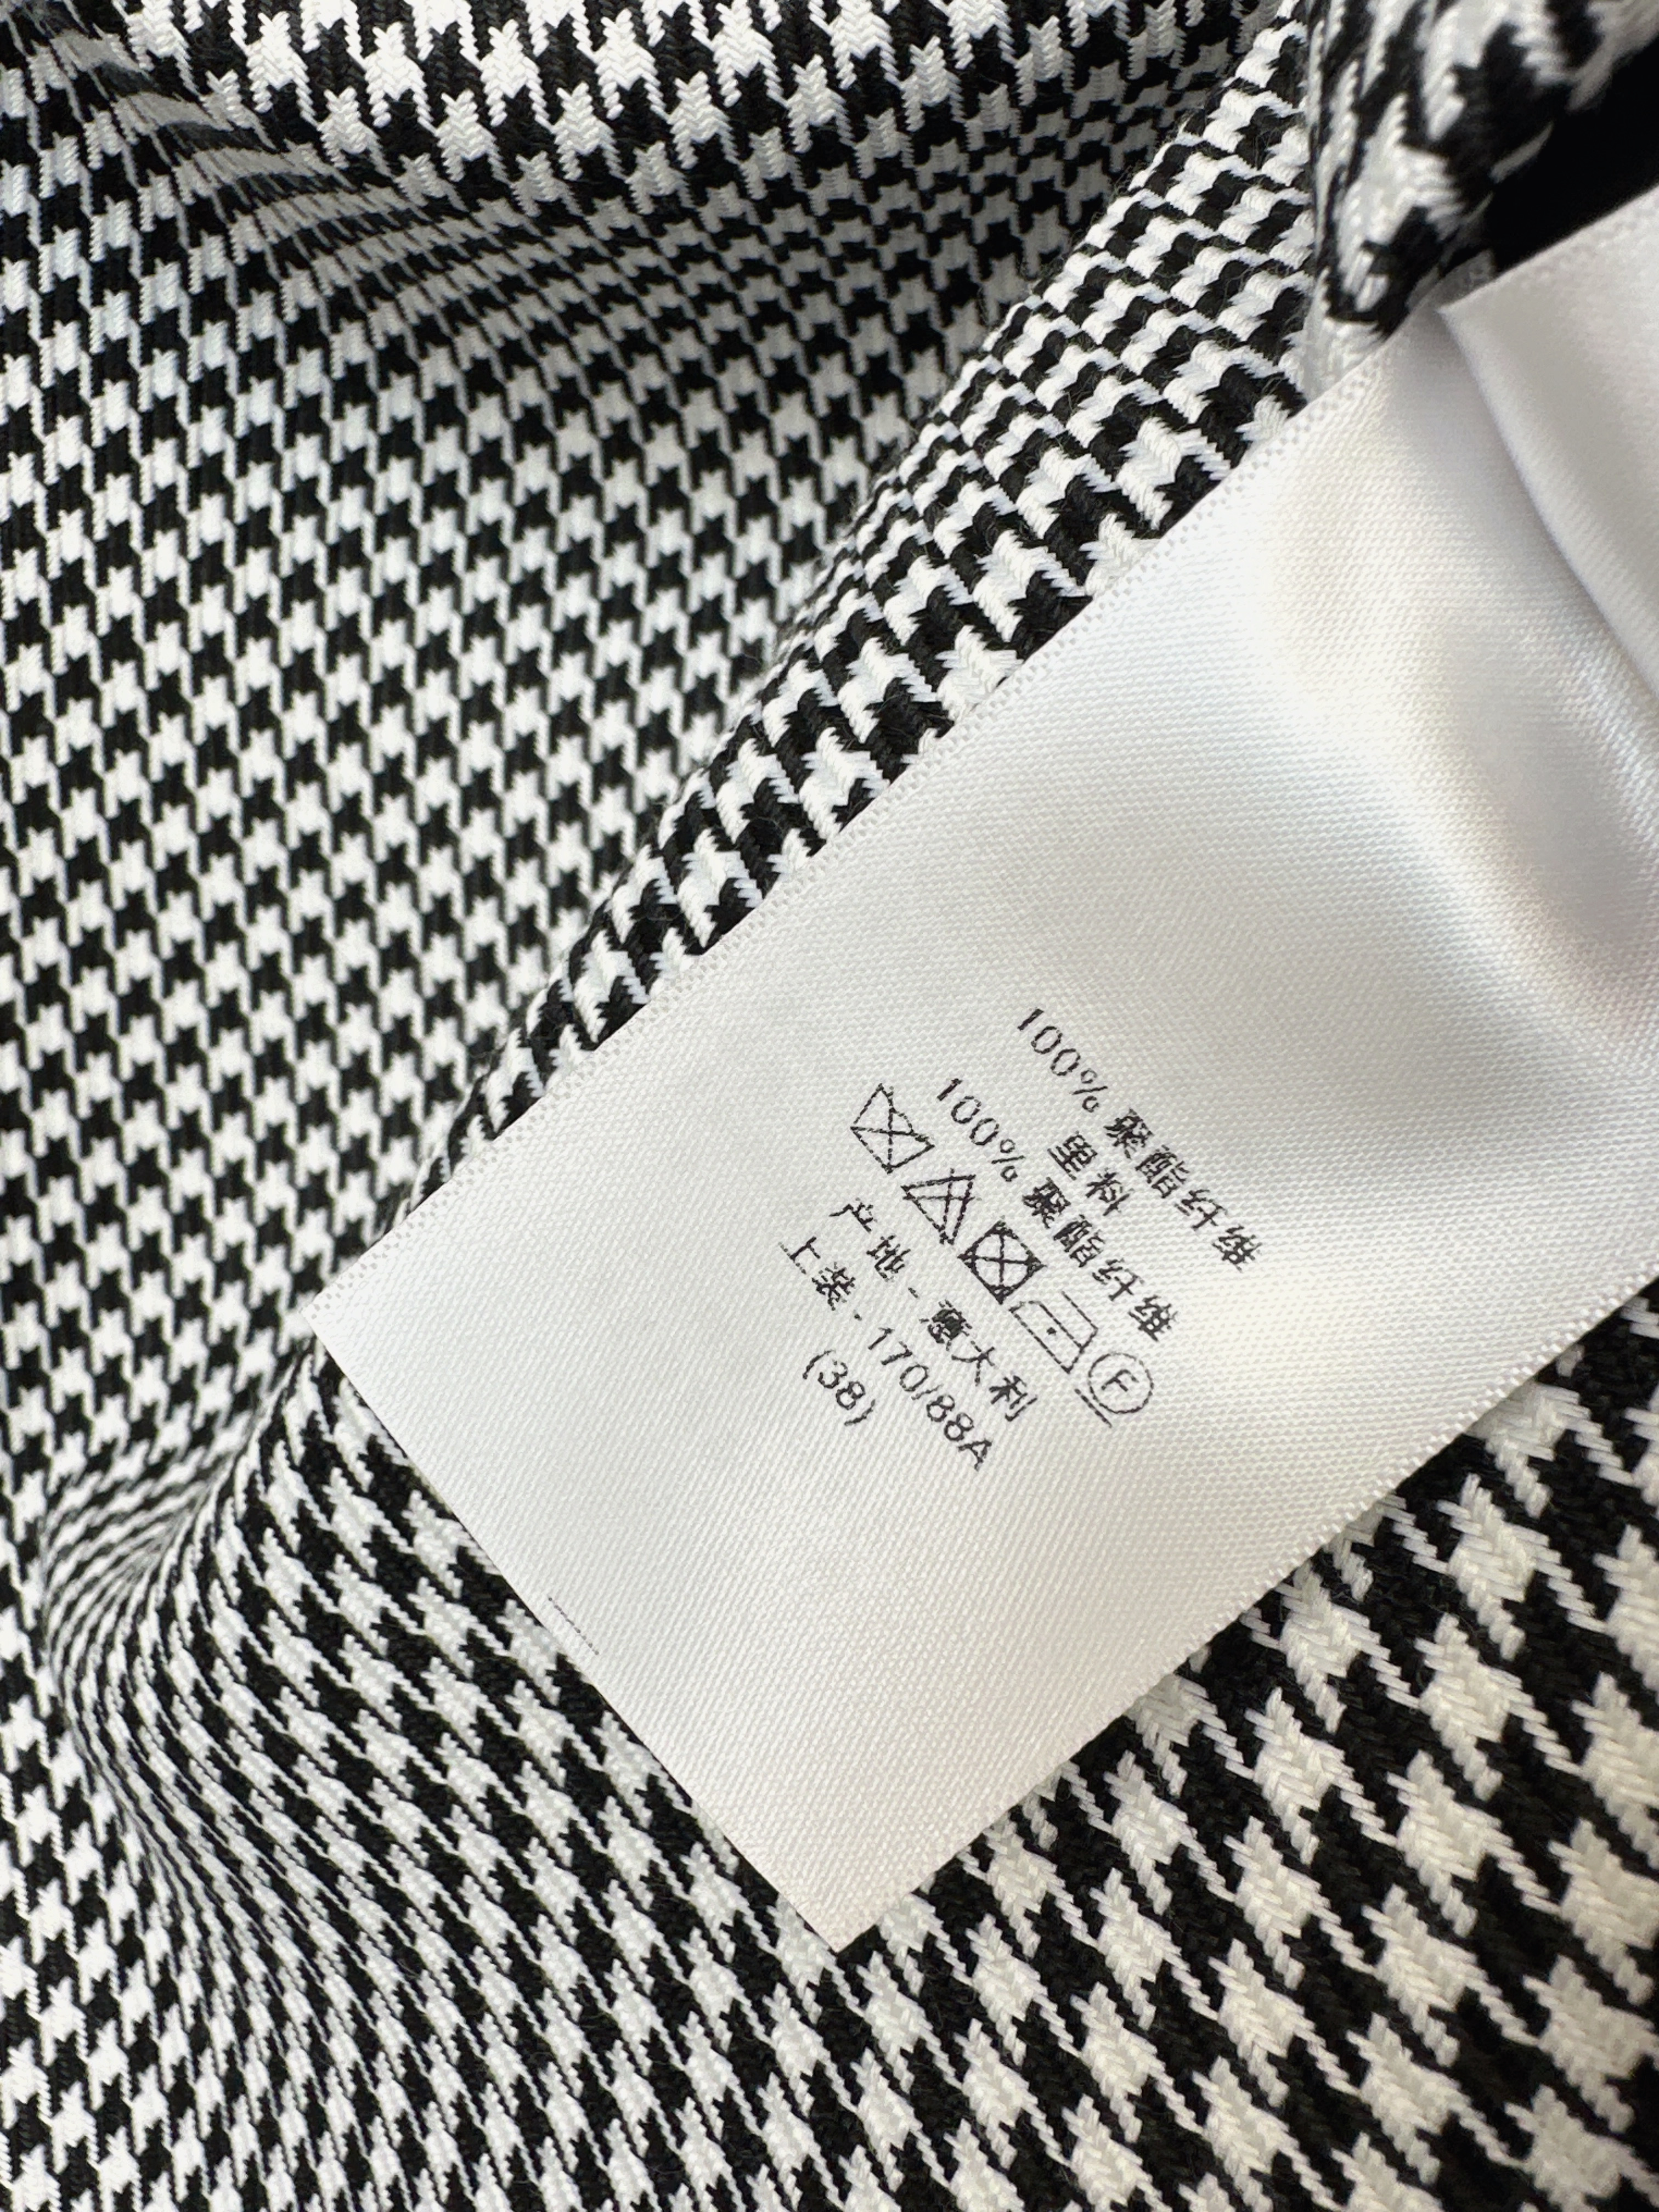 100% 聚酯纤维
里料
100% 聚酯纤维
F
产地 - 意大利
上装 - 170/88A
(38)